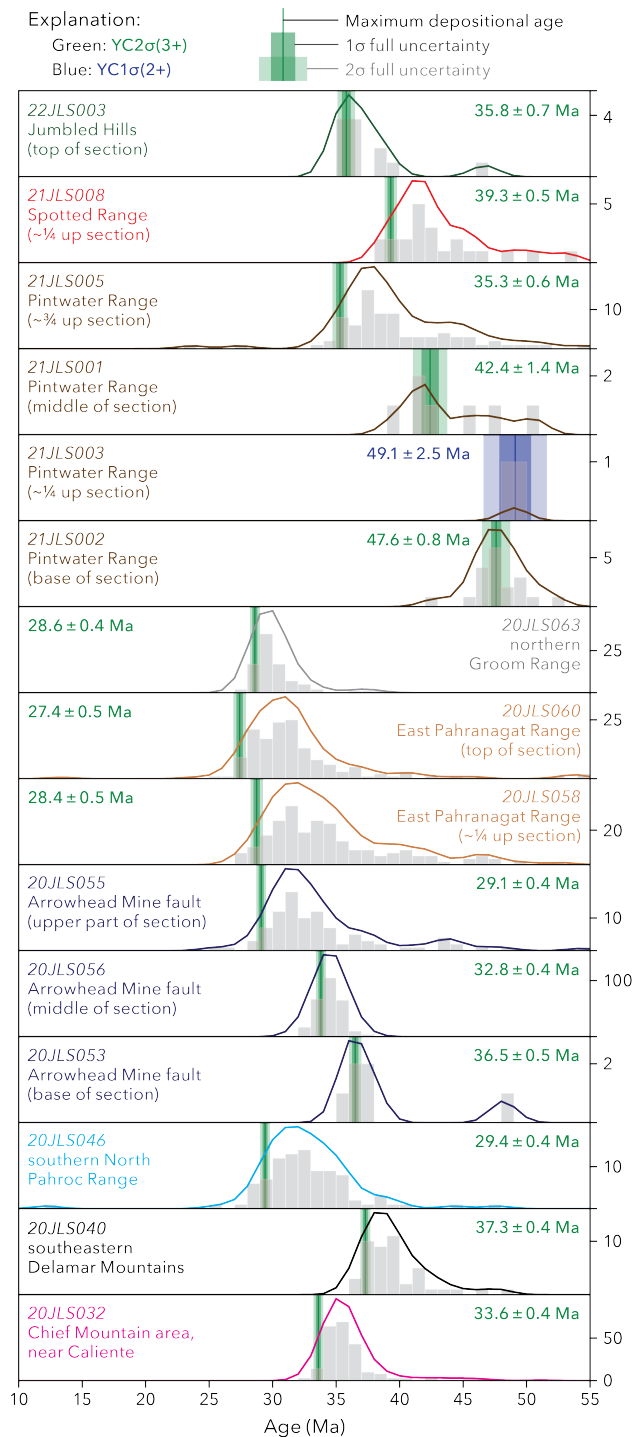 Explanation:
Green: YC2σ(3+)
Blue: YC1σ(2+)
Maximum depositional age
1σ full uncertainty
2σ full uncertainty
22JLS003
Jumbled Hills
(top of section)
35.8 ± 0.7 Ma
4
21JLS008
Spotted Range
(~¼ up section)
39.3 ± 0.5 Ma
5
21JLS005
Pintwater Range
(~¾ up section)
35.3 ± 0.6 Ma
10
21JLS001
Pintwater Range
(middle of section)
42.4 ± 1.4 Ma
2
21JLS003
Pintwater Range
(~¼ up section)
49.1 ± 2.5 Ma
1
21JLS002
Pintwater Range
(base of section)
47.6 ± 0.8 Ma
5
28.6 ± 0.4 Ma
20JLS063
northern
Groom Range
25
27.4 ± 0.5 Ma
20JLS060
East Pahranagat Range
(top of section)
25
28.4 ± 0.5 Ma
20JLS058
East Pahranagat Range
(~¼ up section)
20
20JLS055
Arrowhead Mine fault
(upper part of section)
29.1 ± 0.4 Ma
10
20JLS056
Arrowhead Mine fault
(middle of section)
32.8 ± 0.4 Ma
100
20JLS053
Arrowhead Mine fault
(base of section)
36.5 ± 0.5 Ma
2
20JLS046
southern North
Pahroc Range
29.4 ± 0.4 Ma
10
20JLS040
southeastern
Delamar Mountains
37.3 ± 0.4 Ma
10
20JLS032
Chief Mountain area,
near Caliente
33.6 ± 0.4 Ma
50
0
10 15 20 25 30 35 40 45 50 55
Age (Ma)